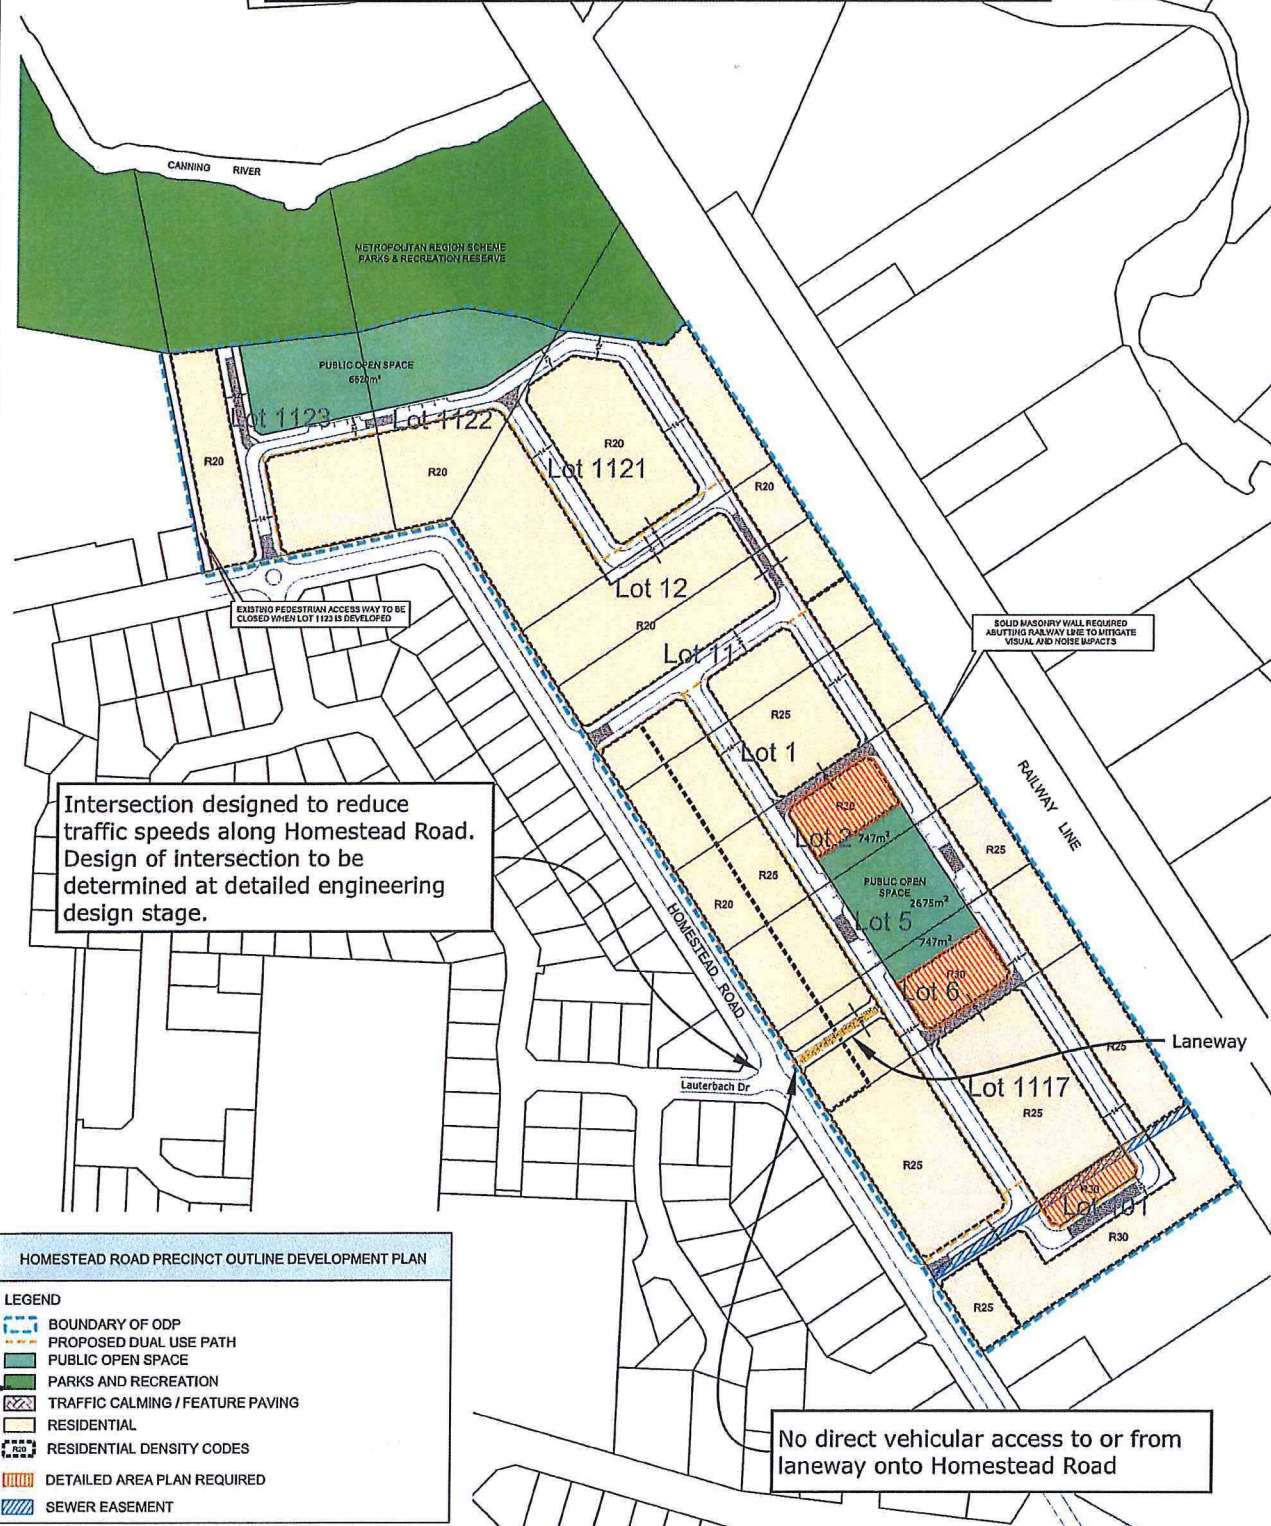 CANNING RIVER
METROPOLITAN REGION SCHEME
PARKS & RECREATION RESERVE
PUBLIC OPEN SPACE
6620m²
Lot 1123
Lot 1122
R20
R20
R20
Lot 1121
R20
EXISTING PEDESTRIAN ACCESS WAY TO BE
CLOSED WHEN LOT 1123 IS DEVELOPED
Lot 12
R20
Lot 11
SOLID MASONRY WALL REQUIRED
ABUTTING RAILWAY LINE TO MITIGATE
VISUAL AND NOISE IMPACTS
R25
Lot 1
RAILWAY LINE
Intersection designed to reduce
traffic speeds along Homestead Road.
Design of intersection to be
determined at detailed engineering
design stage.
Lot 2
747m²
R25
R25
R20
PUBLIC OPEN
SPACE
2675m²
Lot 5
747m²
HOMESTEAD ROAD
R30
Lot 6
Laneway
R25
Lauterbach Dr
Lot 1117
R25
R25
R30
Lot 101
R30
R25
HOMESTEAD ROAD PRECINCT OUTLINE DEVELOPMENT PLAN
LEGEND
BOUNDARY OF ODP
PROPOSED DUAL USE PATH
PUBLIC OPEN SPACE
PARKS AND RECREATION
TRAFFIC CALMING / FEATURE PAVING
RESIDENTIAL
R20 RESIDENTIAL DENSITY CODES
DETAILED AREA PLAN REQUIRED
SEWER EASEMENT
No direct vehicular access to or from
laneway onto Homestead Road